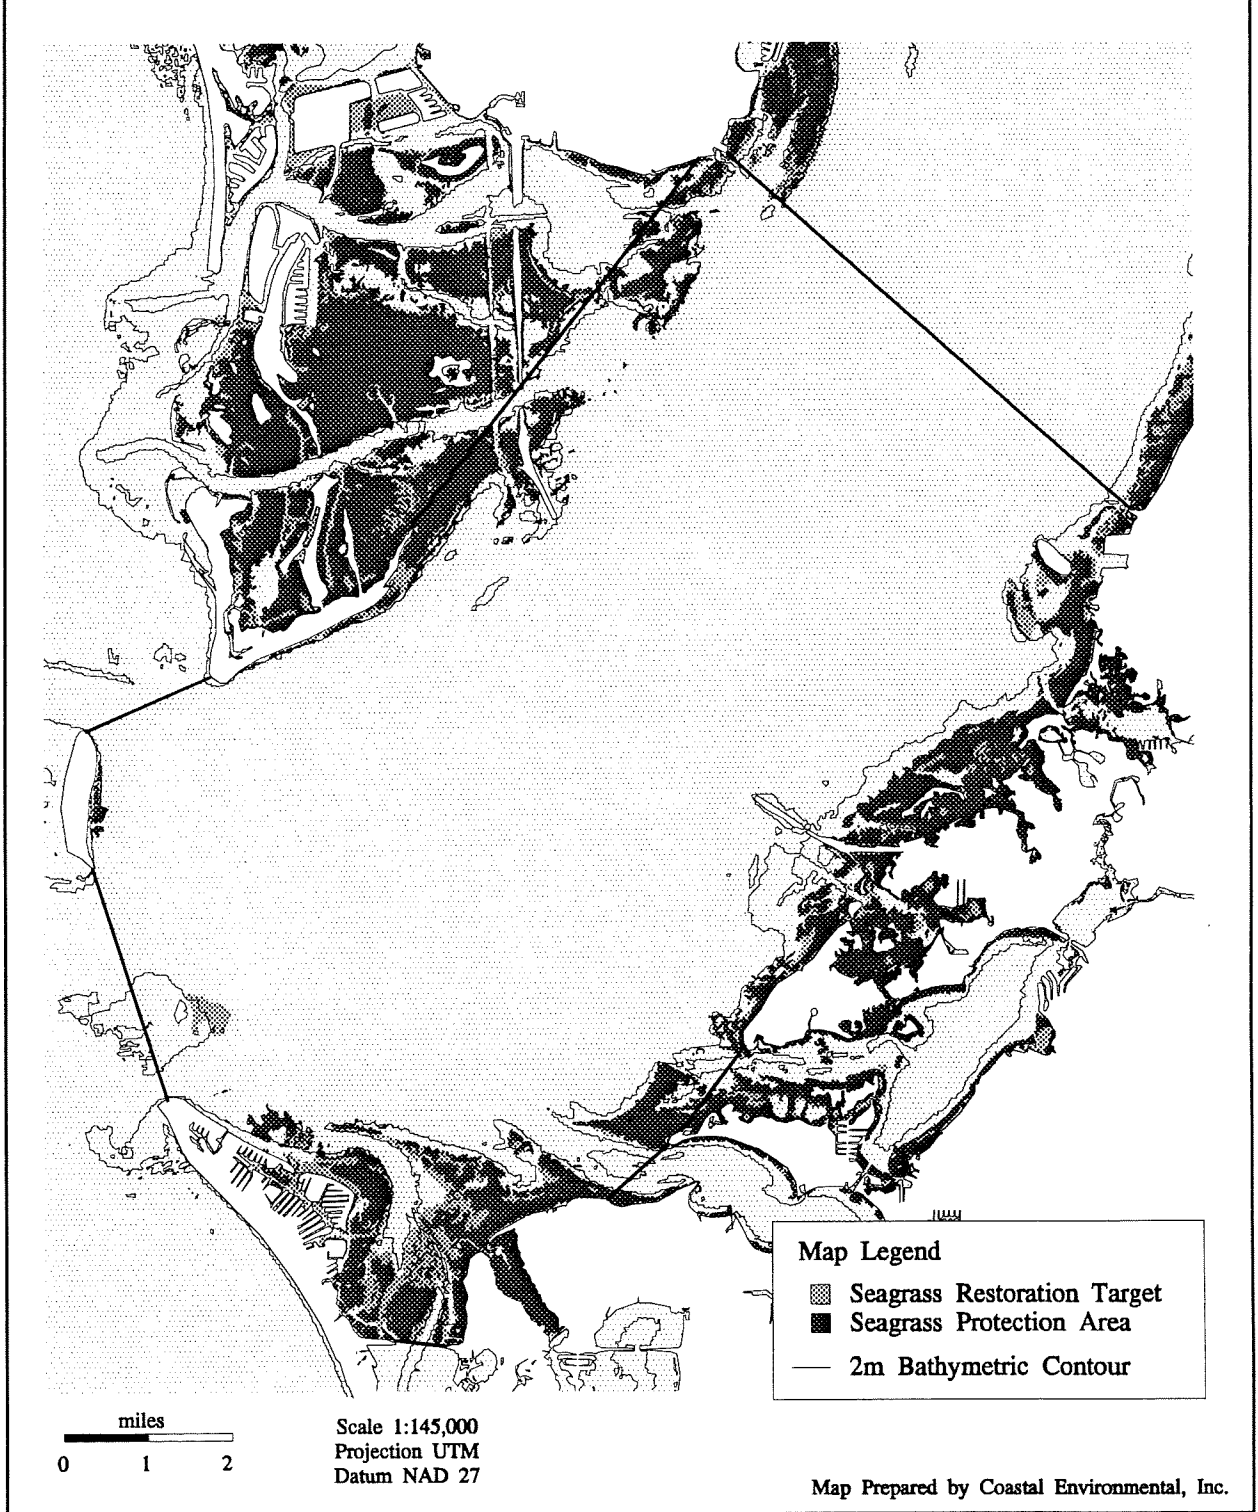 Map Legend
Seagrass Restoration Target
Seagrass Protection Area
2m Bathymetric Contour
miles
0 1 2
Scale 1:145,000
Projection UTM
Datum NAD 27
Map Prepared by Coastal Environmental, Inc.